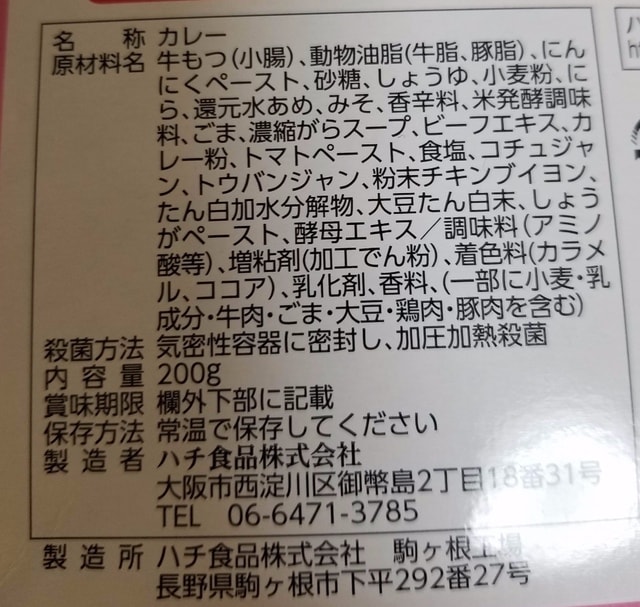 名称 カレー
原材料名 牛もつ(小腸)、動物油脂(牛脂、豚脂)、にん
にくペースト、砂糖、しょうゆ、小麦粉、に
ら、還元水あめ、みそ、香辛料、米発酵調味
料、ごま、濃縮がらスープ、ビーフエキス、カ
レー粉、トマトペースト、食塩、コチュジャ
ン、トウバンジャン、粉末チキンブイヨン、
たん白加水分解物、大豆たん白末、しょう
がペースト、酵母エキス/調味料(アミノ
酸等)、増粘剤(加工でん粉)、着色料(カラメ
ル、ココア)、乳化剤、香料、(一部に小麦・乳
成分・牛肉・ごま・大豆・鶏肉・豚肉を含む)
殺菌方法 気密性容器に密封し、加圧加熱殺菌
内容量 200g
賞味期限 欄外下部に記載
保存方法 常温で保存してください
製造者 ハチ食品株式会社
大阪市西淀川区御幣島2丁目18番31号
TEL 06-6471-3785
製造所 ハチ食品株式会社 駒ヶ根工場
長野県駒ヶ根市下平292番27号